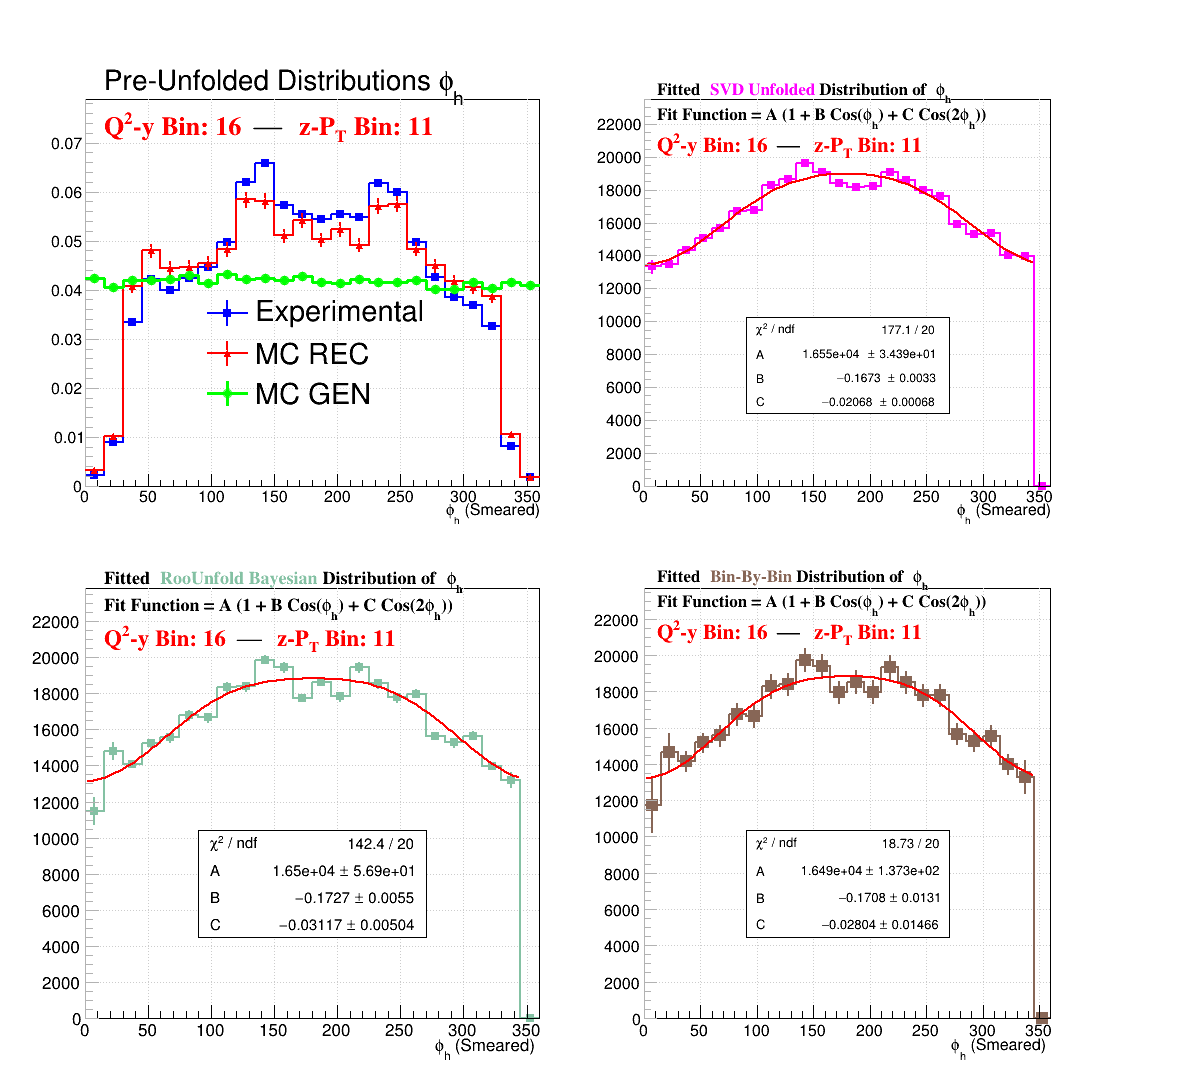 Pre-Unfolded Distributions ϕh
Q²-y Bin: 16 — z-PT Bin: 11
0.07
0.06
0.05
0.04
0.03
0.02
0.01
0
Experimental
MC REC
MC GEN
0 50 100 150 200 250 300 350
ϕh (Smeared)
Fitted SVD Unfolded Distribution of ϕh
Fit Function = A (1 + B Cos(ϕh) + C Cos(2ϕh))
Q²-y Bin: 16 — z-PT Bin: 11
22000
20000
18000
16000
14000
12000
10000
8000
6000
4000
2000
0
χ² / ndf 177.1 / 20
A 1.655e+04 ± 3.439e+01
B −0.1673 ± 0.0033
C −0.02068 ± 0.00068
0 50 100 150 200 250 300 350
ϕh (Smeared)
Fitted RooUnfold Bayesian Distribution of ϕh
Fit Function = A (1 + B Cos(ϕh) + C Cos(2ϕh))
Q²-y Bin: 16 — z-PT Bin: 11
22000
20000
18000
16000
14000
12000
10000
8000
6000
4000
2000
0
χ² / ndf 142.4 / 20
A 1.65e+04 ± 5.69e+01
B −0.1727 ± 0.0055
C −0.03117 ± 0.00504
0 50 100 150 200 250 300 350
ϕh (Smeared)
Fitted Bin-By-Bin Distribution of ϕh
Fit Function = A (1 + B Cos(ϕh) + C Cos(2ϕh))
Q²-y Bin: 16 — z-PT Bin: 11
22000
20000
18000
16000
14000
12000
10000
8000
6000
4000
2000
0
χ² / ndf 18.73 / 20
A 1.649e+04 ± 1.373e+02
B −0.1708 ± 0.0131
C −0.02804 ± 0.01466
0 50 100 150 200 250 300 350
ϕh (Smeared)